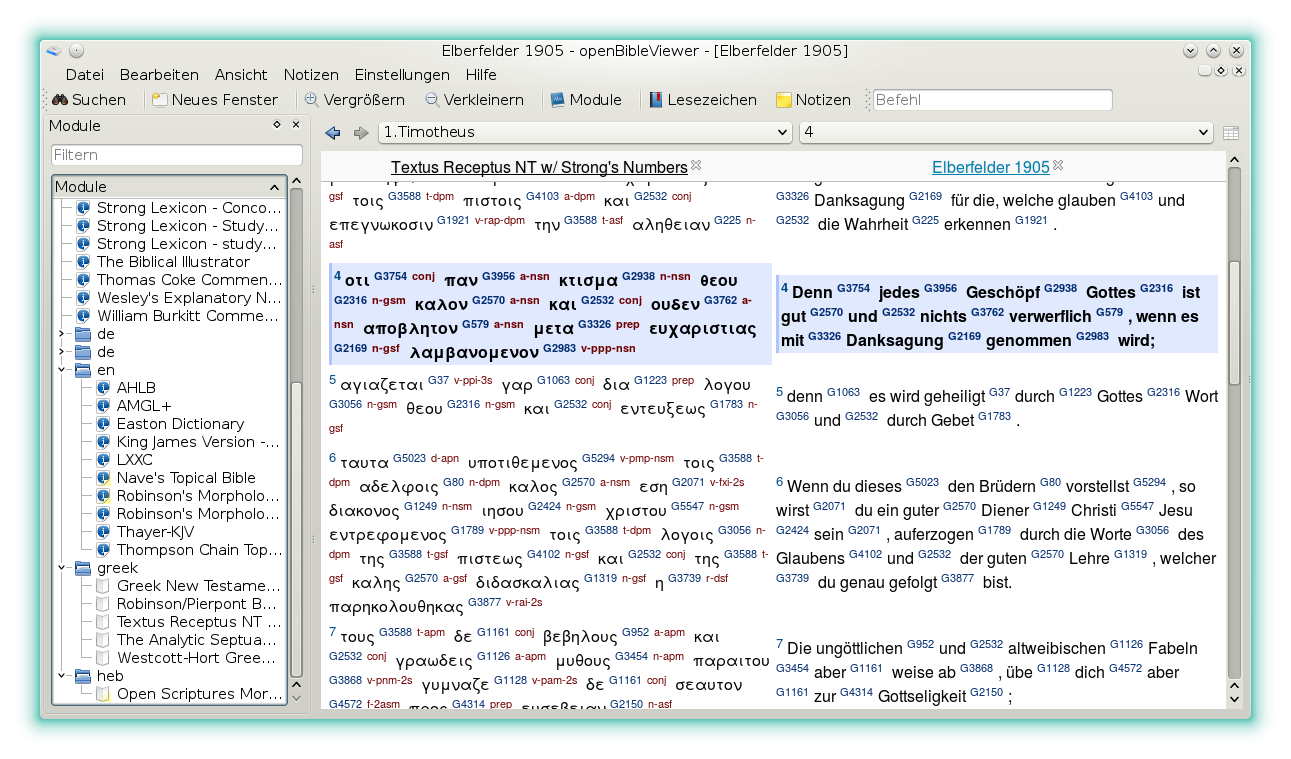 Elberfelder 1905 - openBibleViewer - [Elberfelder 1905]
Datei Bearbeiten Ansicht Notizen Einstellungen Hilfe
Suchen Neues Fenster Vergrößern Verkleinern Module Lesezeichen Notizen Befehl
Module
Filtern
Module
Strong Lexicon - Conco...
Strong Lexicon - Study...
Strong Lexicon - study...
The Biblical Illustrator
Thomas Coke Commen...
Wesley's Explanatory N...
William Burkitt Comme...
de
de
en
AHLB
AMGL+
Easton Dictionary
King James Version -...
LXXC
Nave's Topical Bible
Robinson's Morpholo...
Robinson's Morpholo...
Thayer-KJV
Thompson Chain Top...
greek
Greek New Testame...
Robinson/Pierpont B...
Textus Receptus NT ...
The Analytic Septua...
Westcott-Hort Gree...
heb
Open Scriptures Mor...
1.Timotheus
4
Textus Receptus NT w/ Strong's Numbers
gsf τοις G3588 t-dpm πιστοις G4103 a-dpm και G2532 conj
επεγνωκοσιν G1921 v-rap-dpm την G3588 t-asf αληθειαν G225 n-
asf
4 οτι G3754 conj παν G3956 a-nsn κτισμα G2938 n-nsn θεου
G2316 n-gsm καλον G2570 a-nsn και G2532 conj ουδεν G3762 a-
nsn αποβλητον G579 a-nsn μετα G3326 prep ευχαριστιας
G2169 n-gsf λαμβανομενον G2983 v-ppp-nsn
5 αγιαζεται G37 v-ppi-3s γαρ G1063 conj δια G1223 prep λογου
G3056 n-gsm θεου G2316 n-gsm και G2532 conj εντευξεως G1783 n-
gsf
6 ταυτα G5023 d-apn υποτιθεμενος G5294 v-pmp-nsm τοις G3588 t-
dpm αδελφοις G80 n-dpm καλος G2570 a-nsm εση G2071 v-fxi-2s
διακονος G1249 n-nsm ιησου G2424 n-gsm χριστου G5547 n-gsm
εντρεφομενος G1789 v-ppp-nsm τοις G3588 t-dpm λογοις G3056 n-
dpm της G3588 t-gsf πιστεως G4102 n-gsf και G2532 conj της G3588 t-
gsf καλης G2570 a-gsf διδασκαλιας G1319 n-gsf η G3739 r-dsf
παρηκολουθηκας G3877 v-rai-2s
7 τους G3588 t-apm δε G1161 conj βεβηλους G952 a-apm και
G2532 conj γραωδεις G1126 a-apm μυθους G3454 n-apm παραιτου
G3868 v-pnm-2s γυμναζε G1128 v-pam-2s δε G1161 conj σεαυτον
G4572 f-2asm προς G4314 prep ευσεβειαν G2150 n-asf
Elberfelder 1905
G3326 Danksagung G2169 für die, welche glauben G4103 und
G2532 die Wahrheit G225 erkennen G1921 .
4 Denn G3754 jedes G3956 Geschöpf G2938 Gottes G2316 ist
gut G2570 und G2532 nichts G3762 verwerflich G579 , wenn es
mit G3326 Danksagung G2169 genommen G2983 wird;
5 denn G1063 es wird geheiligt G37 durch G1223 Gottes G2316 Wort
G3056 und G2532 durch Gebet G1783 .
6 Wenn du dieses G5023 den Brüdern G80 vorstellst G5294 , so
wirst G2071 du ein guter G2570 Diener G1249 Christi G5547 Jesu
G2424 sein G2071 , auferzogen G1789 durch die Worte G3056 des
Glaubens G4102 und G2532 der guten G2570 Lehre G1319 , welcher
G3739 du genau gefolgt G3877 bist.
7 Die ungöttlichen G952 und G2532 altweibischen G1126 Fabeln
G3454 aber G1161 weise ab G3868 , übe G1128 dich G4572 aber
G1161 zur G4314 Gottseligkeit G2150 ;